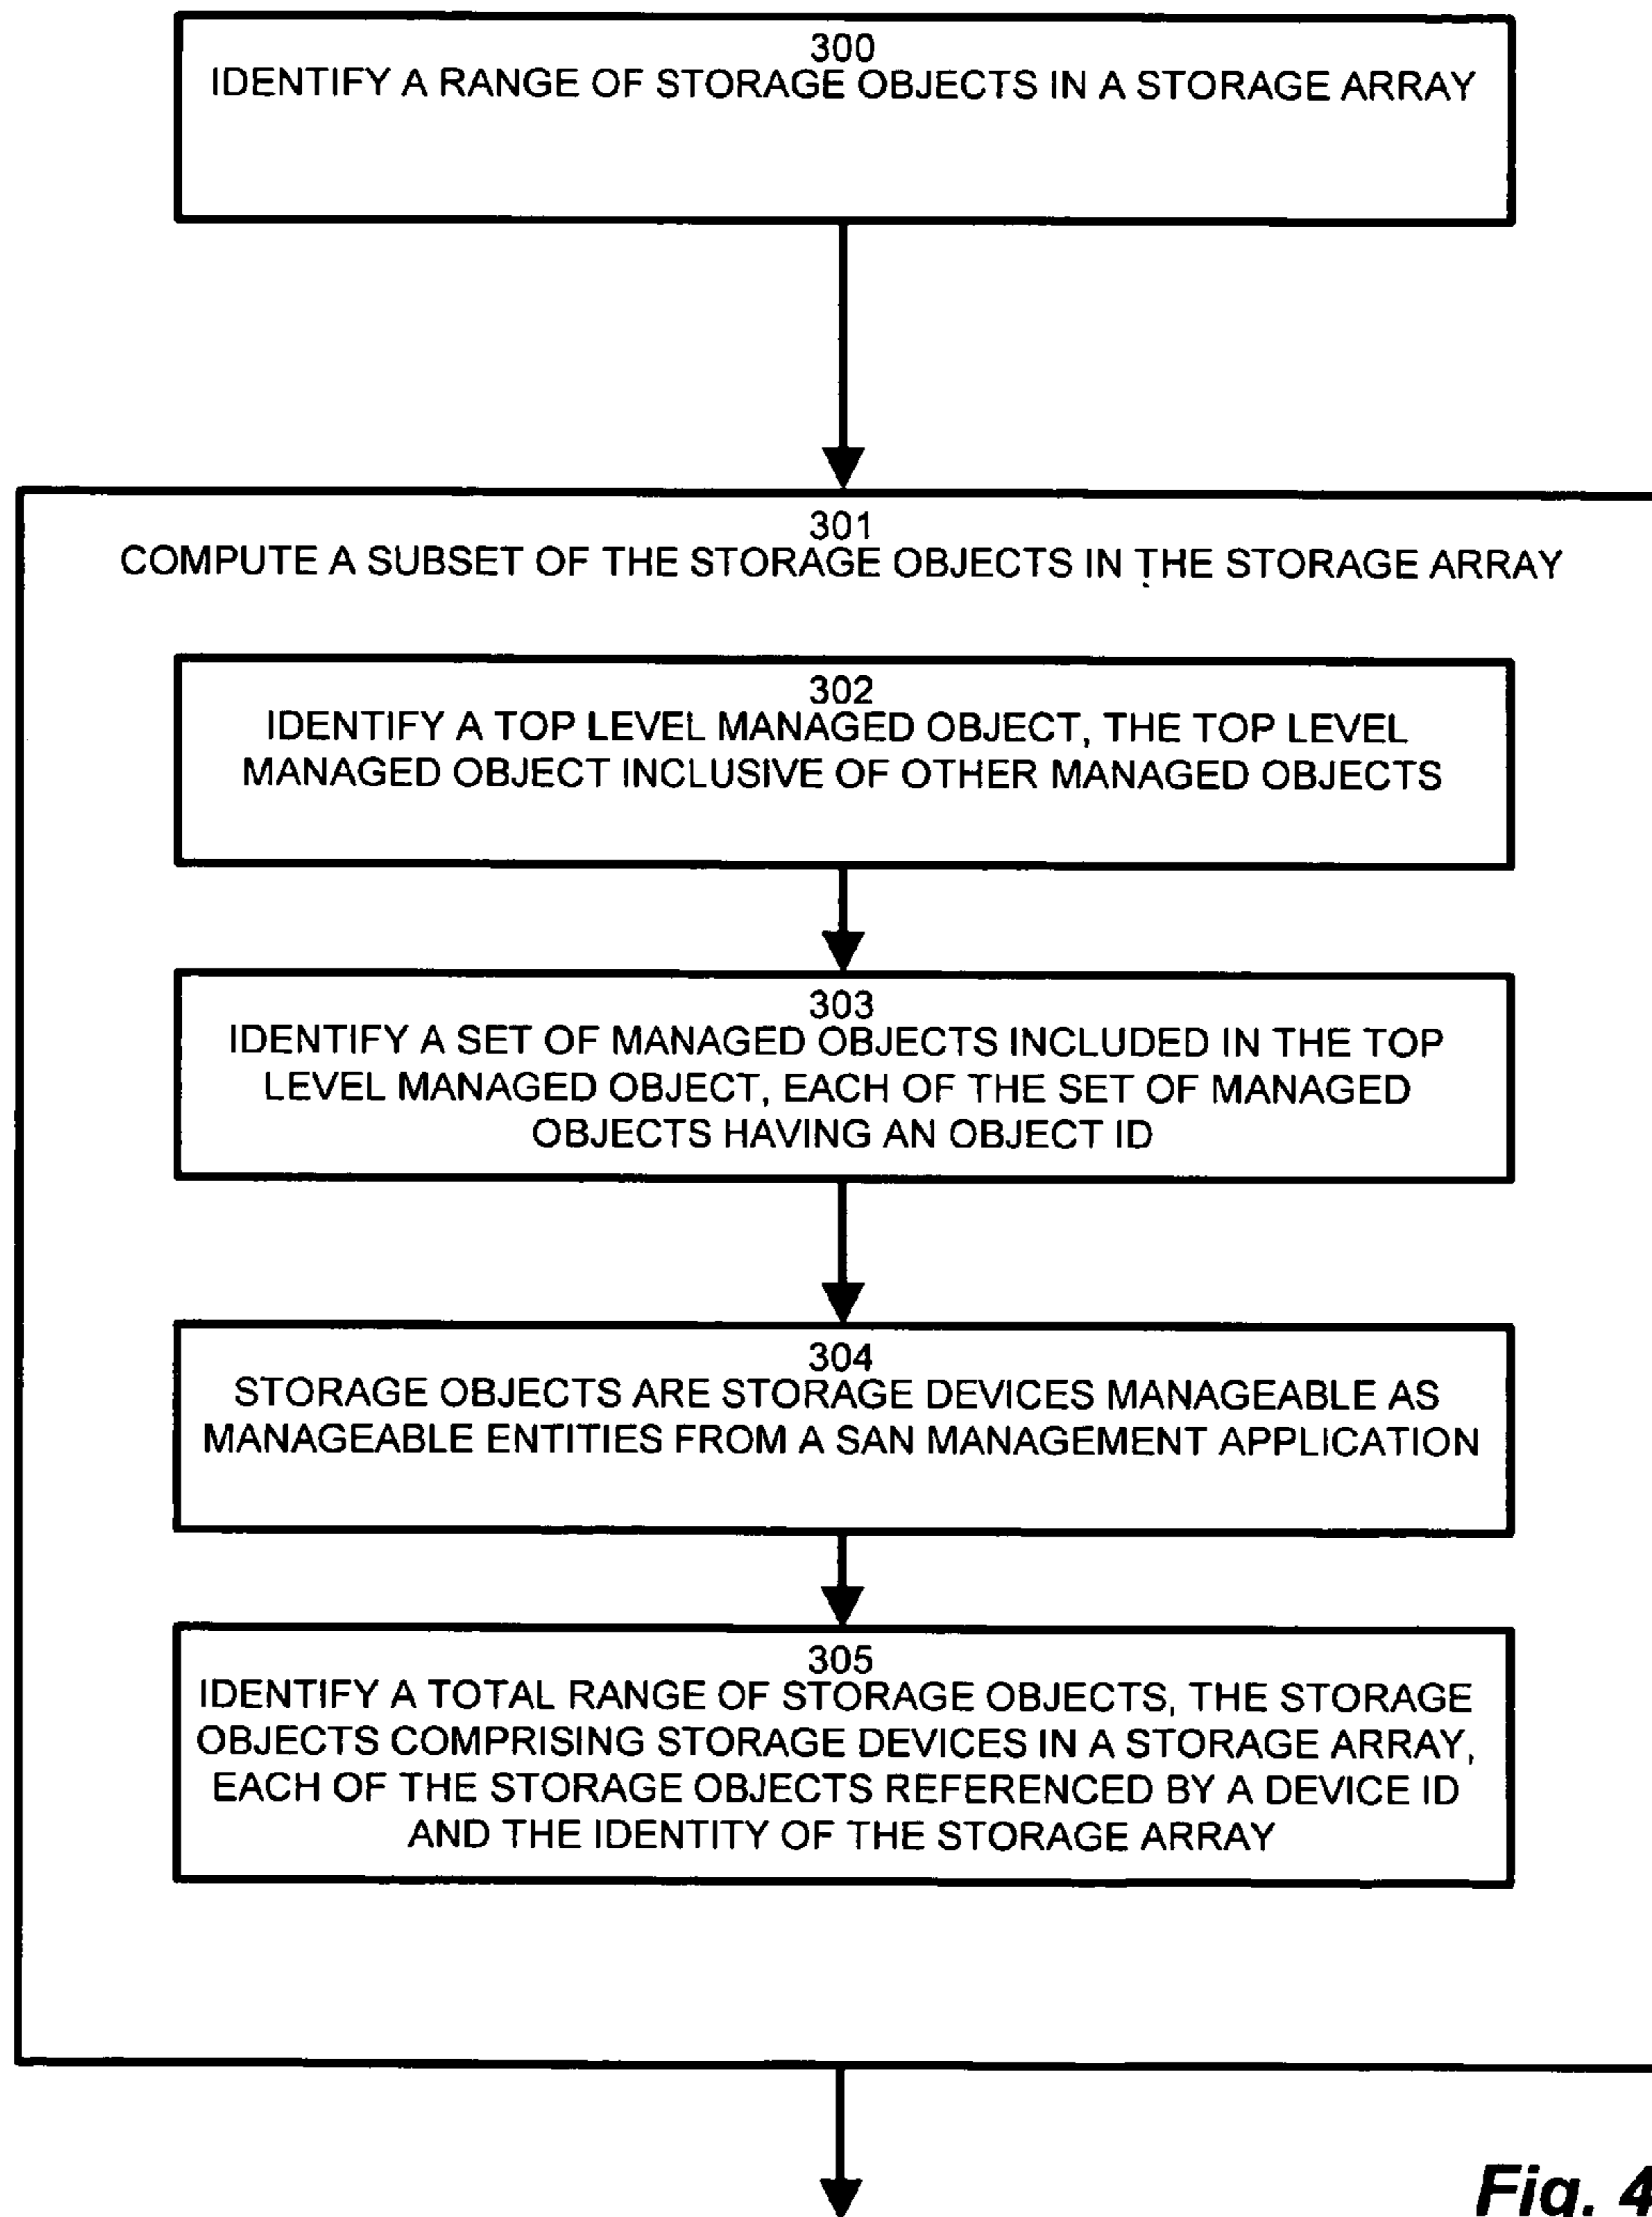 300
IDENTIFY A RANGE OF STORAGE OBJECTS IN A STORAGE ARRAY
301
COMPUTE A SUBSET OF THE STORAGE OBJECTS IN THE STORAGE ARRAY
302
IDENTIFY A TOP LEVEL MANAGED OBJECT, THE TOP LEVEL
MANAGED OBJECT INCLUSIVE OF OTHER MANAGED OBJECTS
303
IDENTIFY A SET OF MANAGED OBJECTS INCLUDED IN THE TOP
LEVEL MANAGED OBJECT, EACH OF THE SET OF MANAGED
OBJECTS HAVING AN OBJECT ID
304
STORAGE OBJECTS ARE STORAGE DEVICES MANAGEABLE AS
MANAGEABLE ENTITIES FROM A SAN MANAGEMENT APPLICATION
305
IDENTIFY A TOTAL RANGE OF STORAGE OBJECTS, THE STORAGE
OBJECTS COMPRISING STORAGE DEVICES IN A STORAGE ARRAY,
EACH OF THE STORAGE OBJECTS REFERENCED BY A DEVICE ID
AND THE IDENTITY OF THE STORAGE ARRAY
Fig. 4